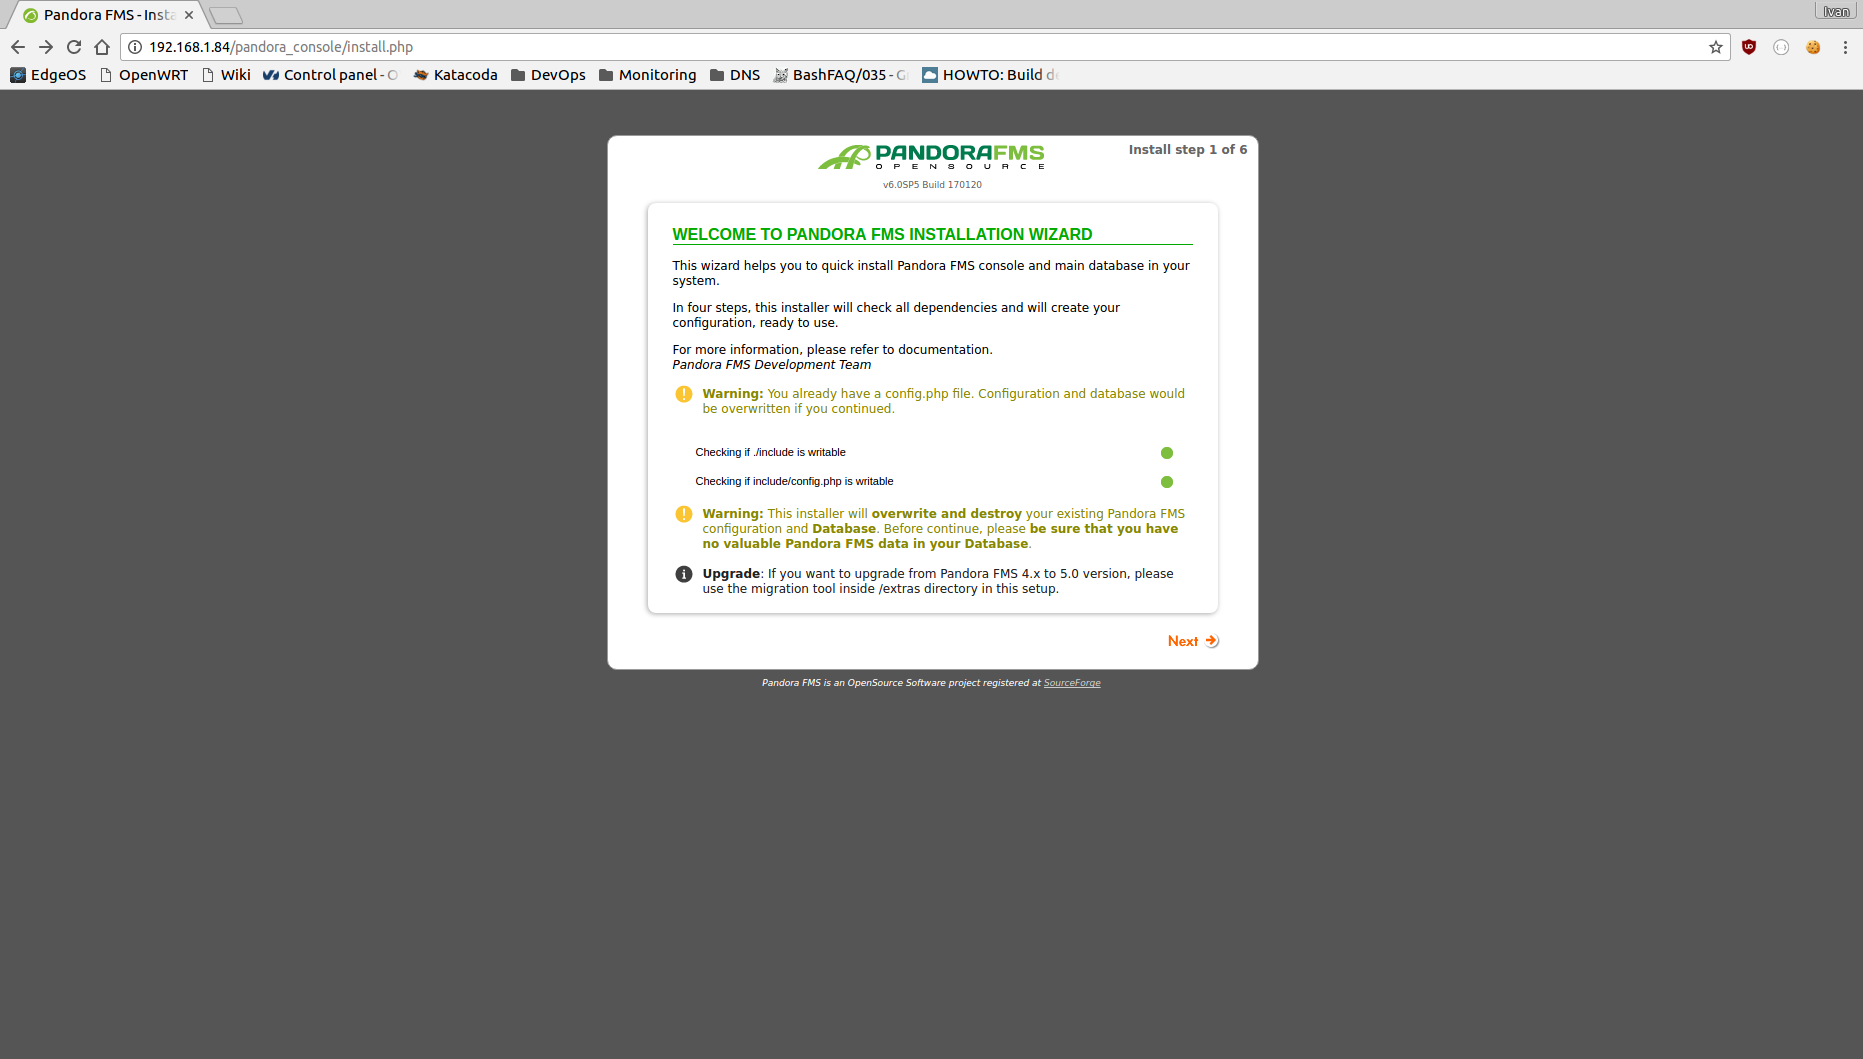 Pandora FMS - Insta
Ivan
192.168.1.84/pandora_console/install.php
EdgeOS OpenWRT Wiki Control panel - O Katacoda DevOps Monitoring DNS BashFAQ/035 - G HOWTO: Build d
PANDORAFMS
OPENSOURCE
Install step 1 of 6
v6.0SP5 Build 170120
WELCOME TO PANDORA FMS INSTALLATION WIZARD
This wizard helps you to quick install Pandora FMS console and main database in your
system.
In four steps, this installer will check all dependencies and will create your
configuration, ready to use.
For more information, please refer to documentation.
Pandora FMS Development Team
Warning: You already have a config.php file. Configuration and database would
be overwritten if you continued.
Checking if ./include is writable
Checking if include/config.php is writable
Warning: This installer will overwrite and destroy your existing Pandora FMS
configuration and Database. Before continue, please be sure that you have
no valuable Pandora FMS data in your Database.
Upgrade: If you want to upgrade from Pandora FMS 4.x to 5.0 version, please
use the migration tool inside /extras directory in this setup.
Next
Pandora FMS is an OpenSource Software project registered at SourceForge